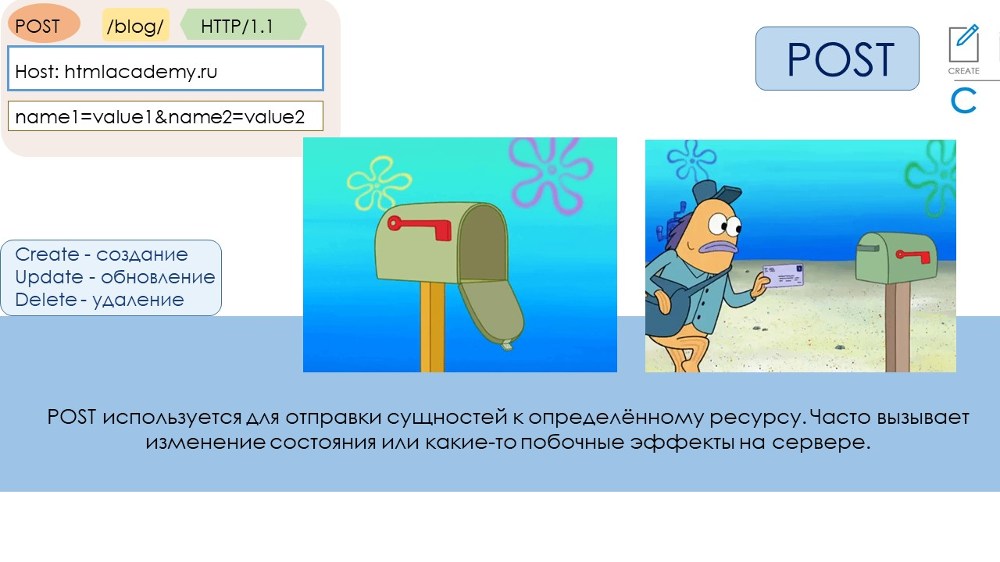 POST /blog/ HTTP/1.1
Host: htmlacademy.ru
name1=value1&name2=value2
POST
CREATE
C
Create - создание
Update - обновление
Delete - удаление
POST используется для отправки сущностей к определённому ресурсу. Часто вызывает
изменение состояния или какие-то побочные эффекты на сервере.